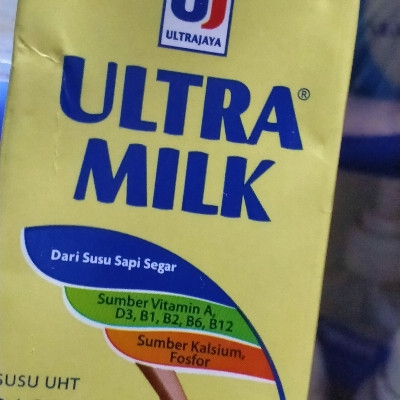 UJ
ULTRAJAYA
ULTRA®
MILK
Dari Susu Sapi Segar
Sumber Vitamin A,
D3, B1, B2, B6, B12
Sumber Kalsium,
Fosfor
SUSU UHT